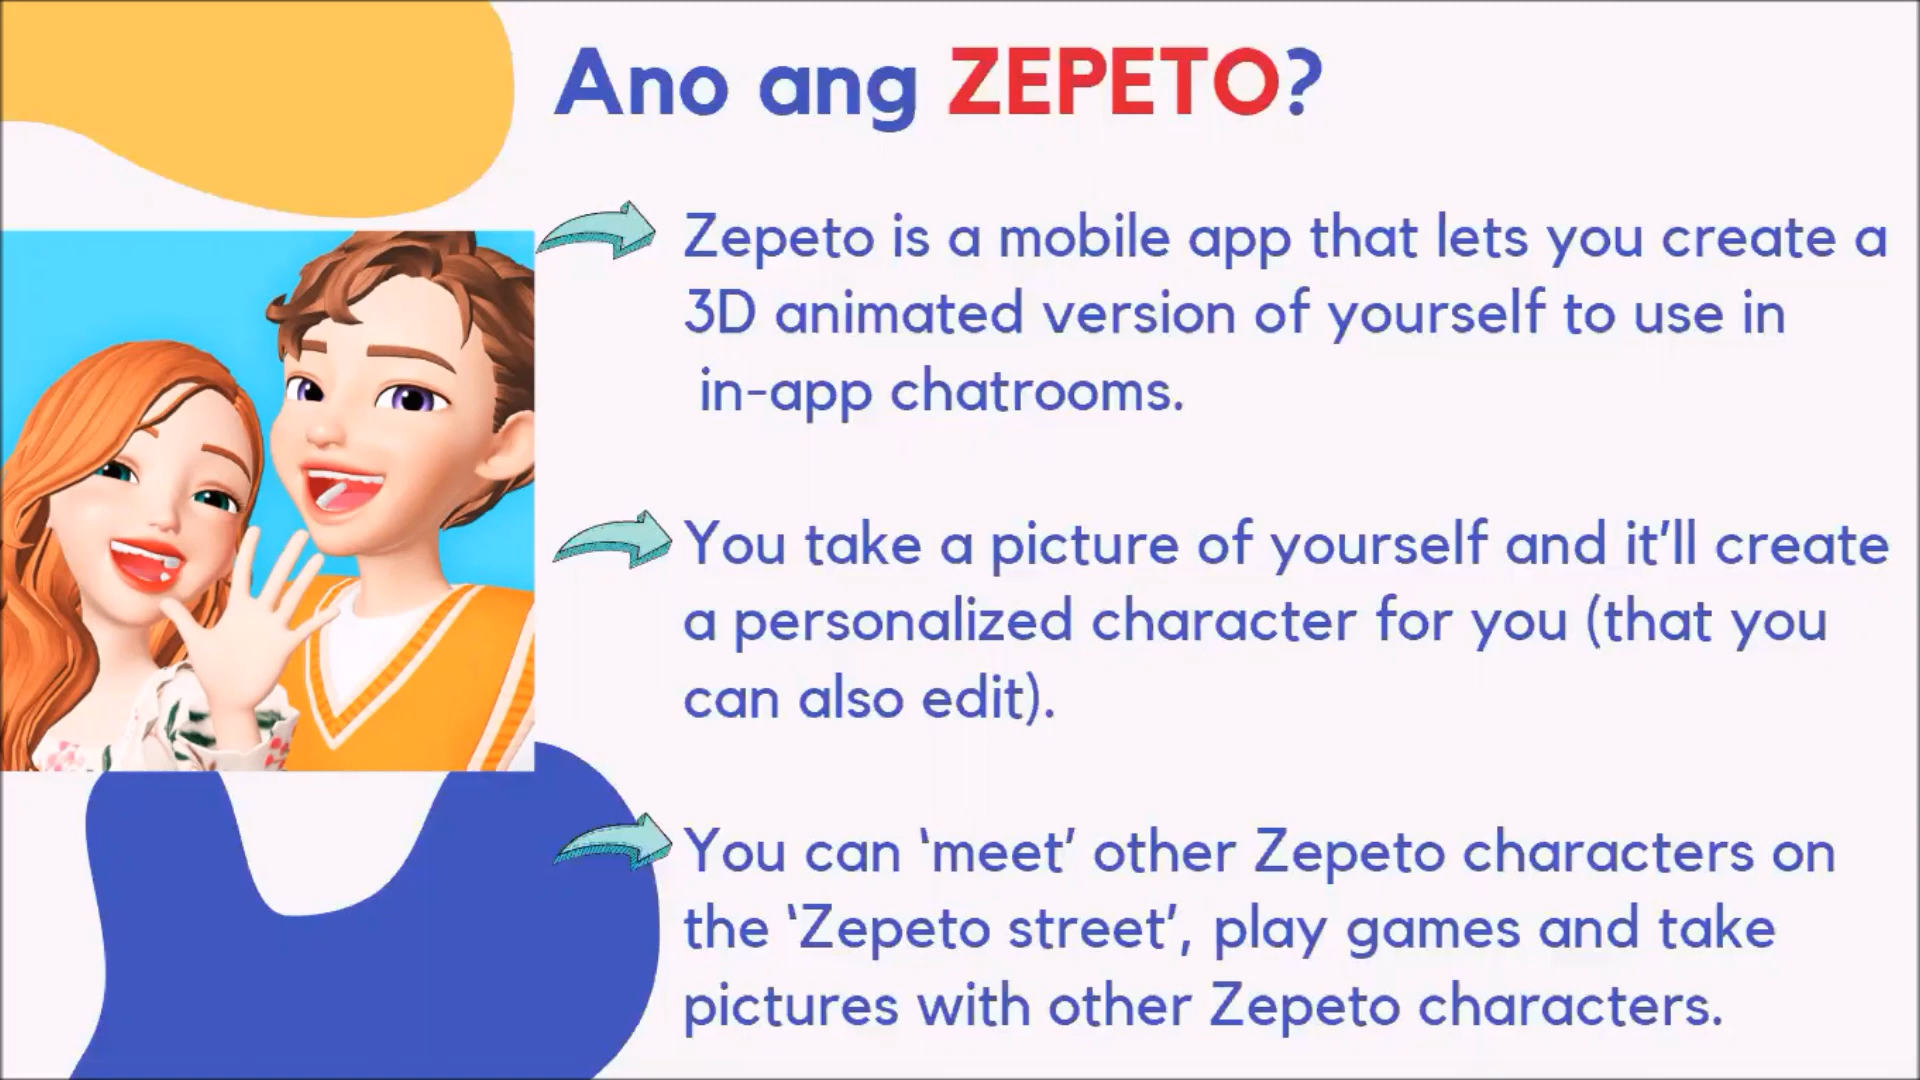 Ano ang ZEPETO?
Zepeto is a mobile app that lets you create a
3D animated version of yourself to use in
in-app chatrooms.
You take a picture of yourself and it'll create
a personalized character for you (that you
can also edit).
You can ‘meet’ other Zepeto characters on
the ‘Zepeto street’, play games and take
pictures with other Zepeto characters.